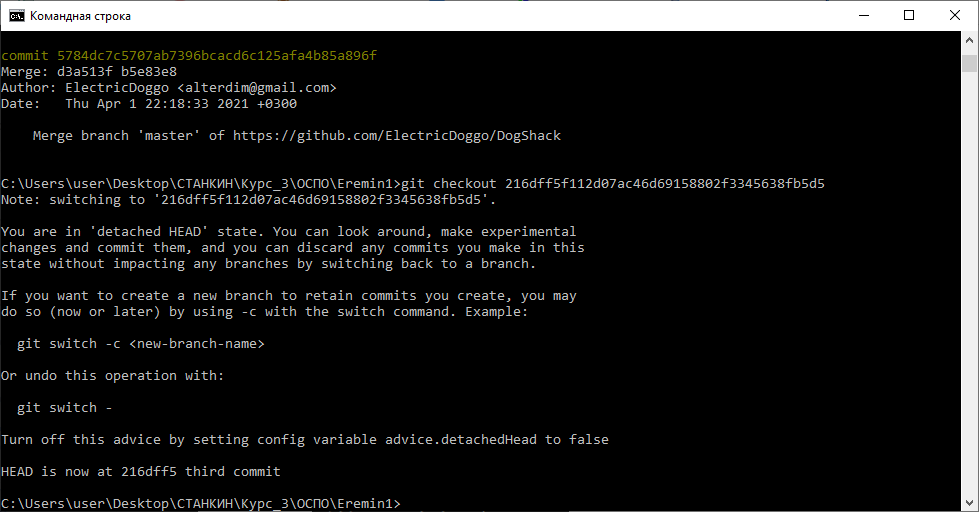 Командная строка
commit 5784dc7c5707ab7396bcacd6c125afa4b85a896f
Merge: d3a513f b5e83e8
Author: ElectricDoggo <alterdim@gmail.com>
Date:   Thu Apr 1 22:18:33 2021 +0300
    Merge branch 'master' of https://github.com/ElectricDoggo/DogShack
C:\Users\user\Desktop\СТАНКИН\Курс_3\ОСПО\Eremin1>git checkout 216dff5f112d07ac46d69158802f3345638fb5d5
Note: switching to '216dff5f112d07ac46d69158802f3345638fb5d5'.
You are in 'detached HEAD' state. You can look around, make experimental
changes and commit them, and you can discard any commits you make in this
state without impacting any branches by switching back to a branch.
If you want to create a new branch to retain commits you create, you may
do so (now or later) by using -c with the switch command. Example:
  git switch -c <new-branch-name>
Or undo this operation with:
  git switch -
Turn off this advice by setting config variable advice.detachedHead to false
HEAD is now at 216dff5 third commit
C:\Users\user\Desktop\СТАНКИН\Курс_3\ОСПО\Eremin1>